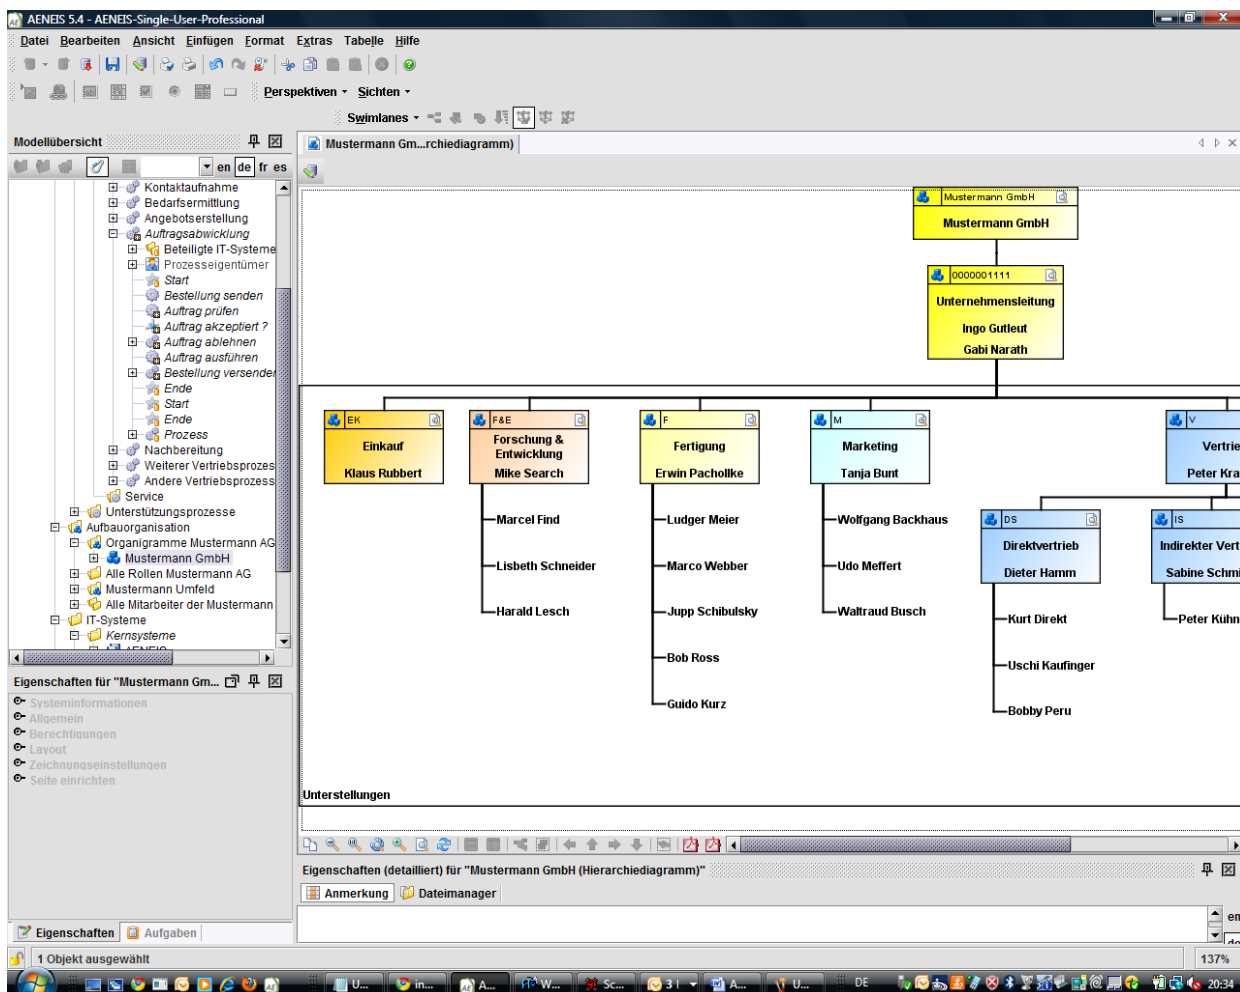 AENEIS 5.4 - AENEIS-Single-User-Professional
Datei Bearbeiten Ansicht Einfügen Format Extras Tabelle Hilfe
Perspektiven Sichten
Swimlanes
Modellübersicht
Mustermann Gm...rchiediagramm)
en de fr es
Kontaktaufnahme
Bedarfsermittlung
Angebotserstellung
Auftragsabwicklung
Beteiligte IT-Systeme
Prozesseigentümer
Start
Bestellung senden
Auftrag prüfen
Auftrag akzeptiert ?
Auftrag ablehnen
Auftrag ausführen
Bestellung versender
Ende
Start
Ende
Prozess
Nachbereitung
Weiterer Vertriebsprozes
Andere Vertriebsprozess
Service
Unterstützungsprozesse
Aufbauorganisation
Organigramme Mustermann AG
Mustermann GmbH
Alle Rollen Mustermann AG
Mustermann Umfeld
Alle Mitarbeiter der Mustermann
IT-Systeme
Kernsysteme
AENEIS
Mustermann GmbH
Mustermann GmbH
0000001111
Unternehmensleitung
Ingo Gutleut
Gabi Narath
EK
Einkauf
Klaus Rubbert
F&E
Forschung &
Entwicklung
Mike Search
Marcel Find
Lisbeth Schneider
Harald Lesch
F
Fertigung
Erwin Pachollke
Ludger Meier
Marco Webber
Jupp Schibulsky
Bob Ross
Guido Kurz
M
Marketing
Tanja Bunt
Wolfgang Backhaus
Udo Meffert
Waltraud Busch
V
Vertrie
Peter Kra
DS
Direktvertrieb
Dieter Hamm
Kurt Direkt
Uschi Kaufinger
Bobby Peru
IS
Indirekter Vert
Sabine Schmi
Peter Kühn
Unterstellungen
Eigenschaften für "Mustermann Gm...
Systeminformationen
Allgemein
Berechtigungen
Layout
Zeichnungseinstellungen
Seite einrichten
Eigenschaften (detailliert) für "Mustermann GmbH (Hierarchiediagramm)"
Anmerkung Dateimanager
en
de
Eigenschaften Aufgaben
1 Objekt ausgewählt
137%
U... in... A... W... Sc... 3 I A... U... DE 20:34